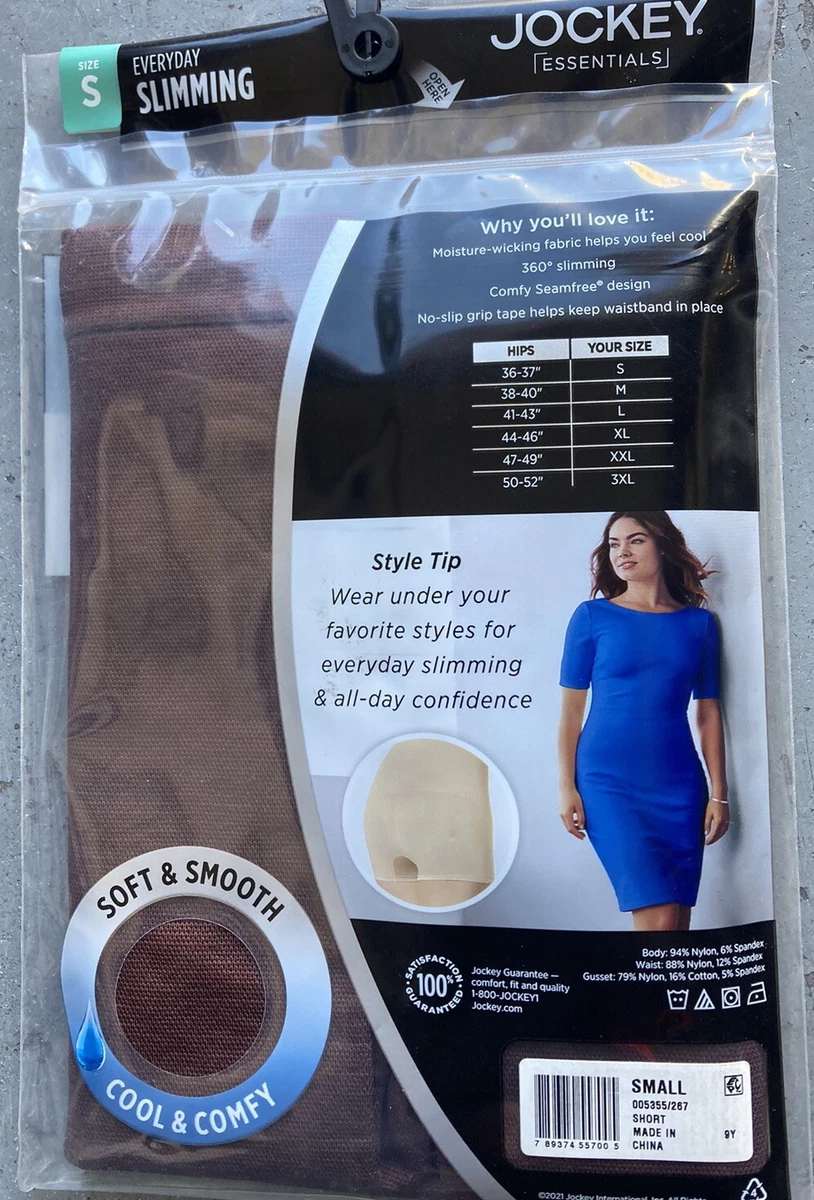 SIZE
S
EVERYDAY
SLIMMING
OPEN
HERE
JOCKEY®
ESSENTIALS
Why you'll love it:
Moisture-wicking fabric helps you feel cool
360° slimming
Comfy Seamfree® design
No-slip grip tape helps keep waistband in place
HIPS YOUR SIZE
36-37" S
38-40" M
41-43" L
44-46" XL
47-49" XXL
50-52" 3XL
Style Tip
Wear under your
favorite styles for
everyday slimming
& all-day confidence
SOFT & SMOOTH
COOL & COMFY
SATISFACTION
100%
GUARANTEED
Jockey Guarantee —
comfort, fit and quality
1-800-JOCKEY1
Jockey.com
Body: 94% Nylon, 6% Spandex
Waist: 88% Nylon, 12% Spandex
Gusset: 79% Nylon, 16% Cotton, 5% Spandex
SMALL
005355/267
SHORT
MADE IN
CHINA
9Y
7 89374 55700 5
4
©2021 Jockey International, Inc. All Rights